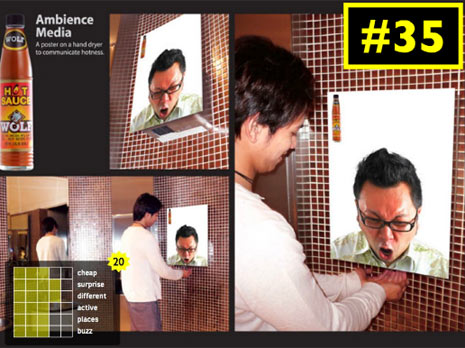 Ambience
Media
A poster on a hand dryer
to communicate hotness.
#35
WOLF
HOT
SAUCE
WOLF
20
cheap
surprise
different
active
places
buzz